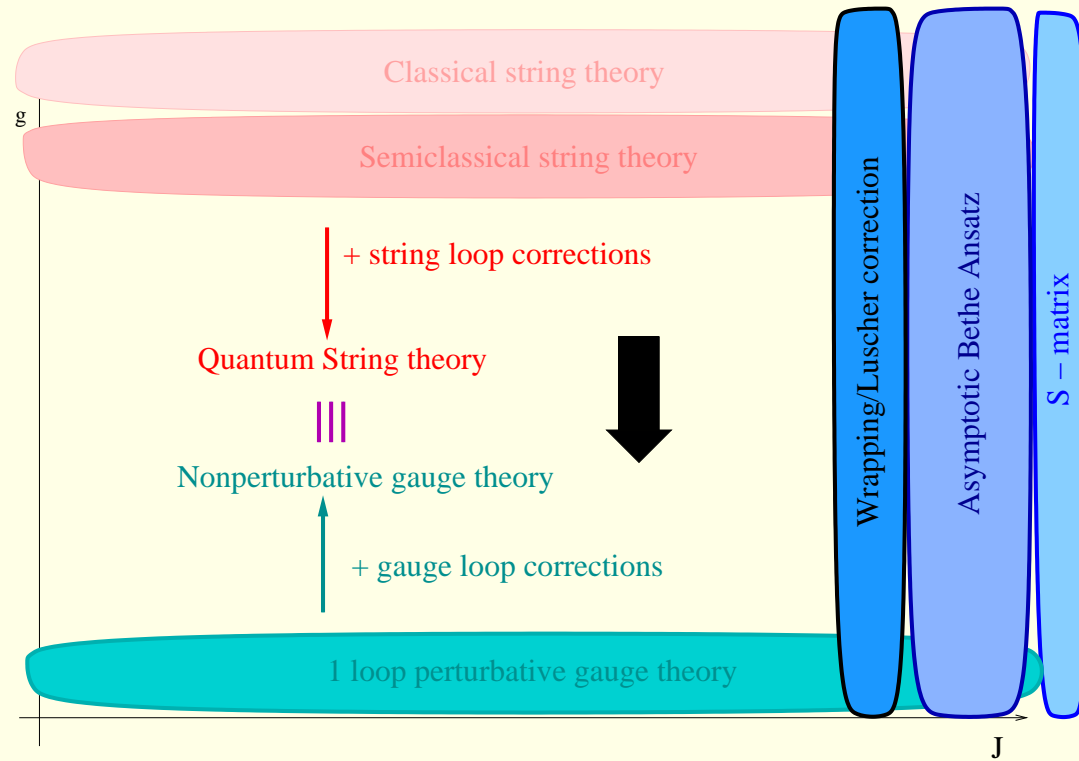 Classical string theory
g
Semiclassical string theory
+ string loop corrections
Quantum String theory
Nonperturbative gauge theory
+ gauge loop corrections
1 loop perturbative gauge theory
J
Wrapping/Luscher correction
Asymptotic Bethe Ansatz
S – matrix